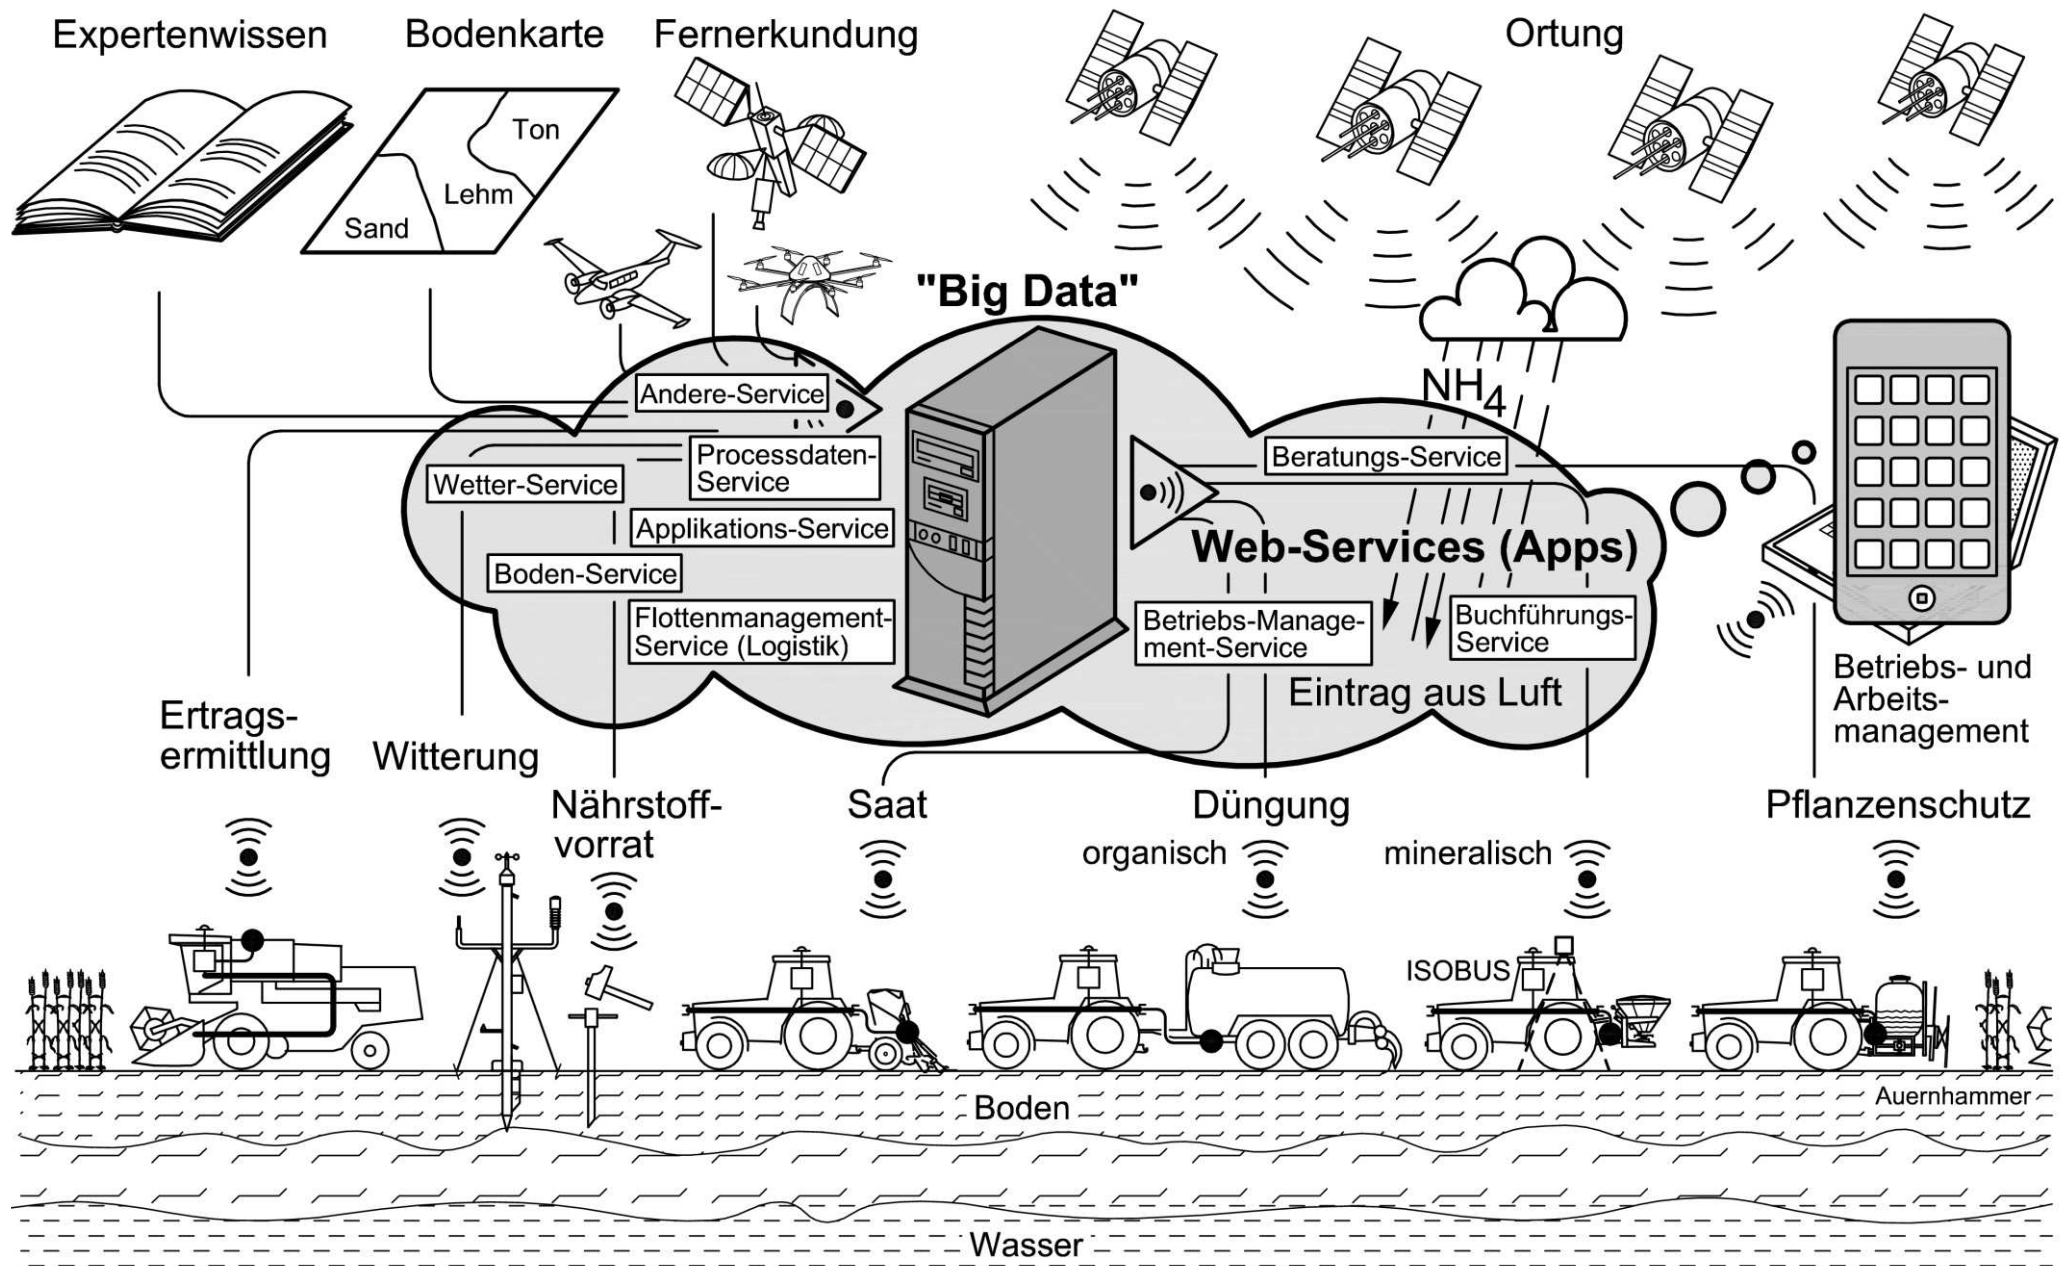 Expertenwissen
Bodenkarte
Fernerkundung
Ortung
Ton
Lehm
Sand
"Big Data"
NH4
Andere-Service
Processdaten-
Service
Wetter-Service
Applikations-Service
Boden-Service
Flottenmanagement-
Service (Logistik)
Beratungs-Service
Web-Services (Apps)
Betriebs-Manage-
ment-Service
Buchführungs-
Service
Eintrag aus Luft
Betriebs- und
Arbeits-
management
Ertrags-
ermittlung
Witterung
Nährstoff-
vorrat
Saat
Düngung
organisch
mineralisch
Pflanzenschutz
ISOBUS
Boden
Auernhammer
Wasser